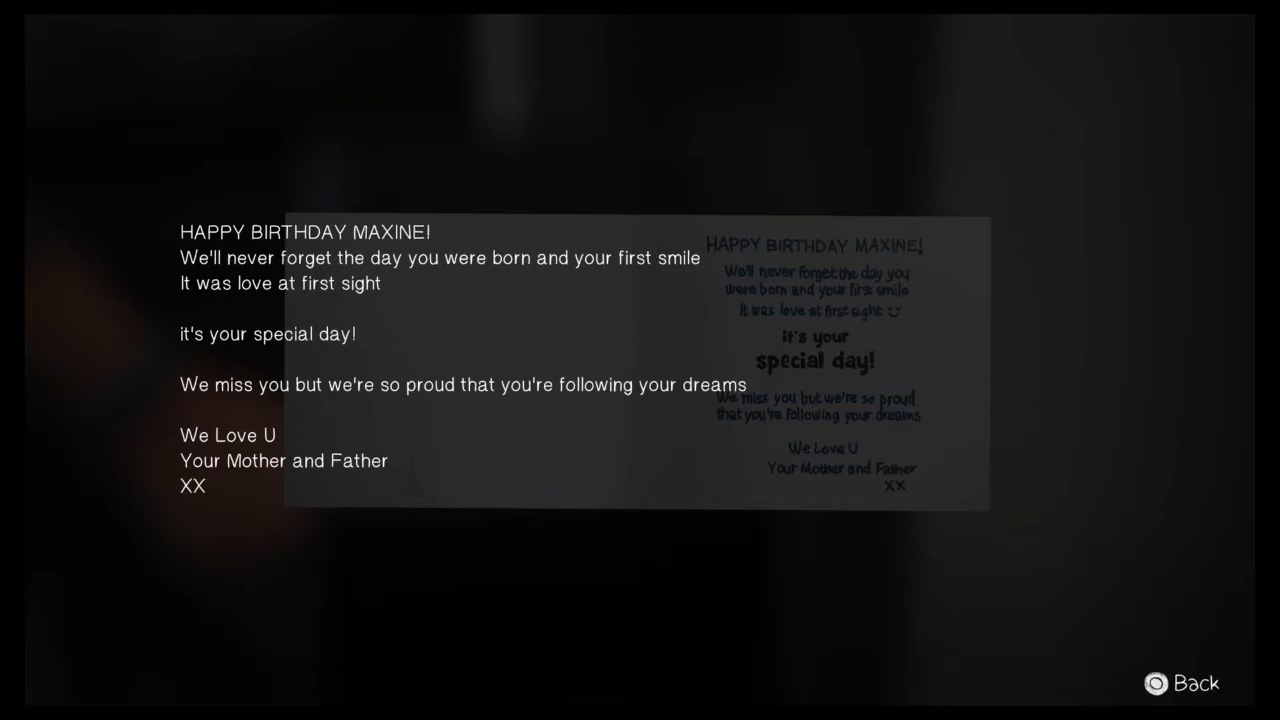 HAPPY BIRTHDAY MAXINE!
We'll never forget the day you were born and your first smile
It was love at first sight
it's your special day!
We miss you but we're so proud that you're following your dreams
We Love U
Your Mother and Father
XX
HAPPY BIRTHDAY MAXINE!
We'll never forget the day you
were born and your first smile
It was love at first sight
it's your
special day!
We miss you but we're so proud
that you're following your dreams
We Love U
Your Mother and Father
XX
Back